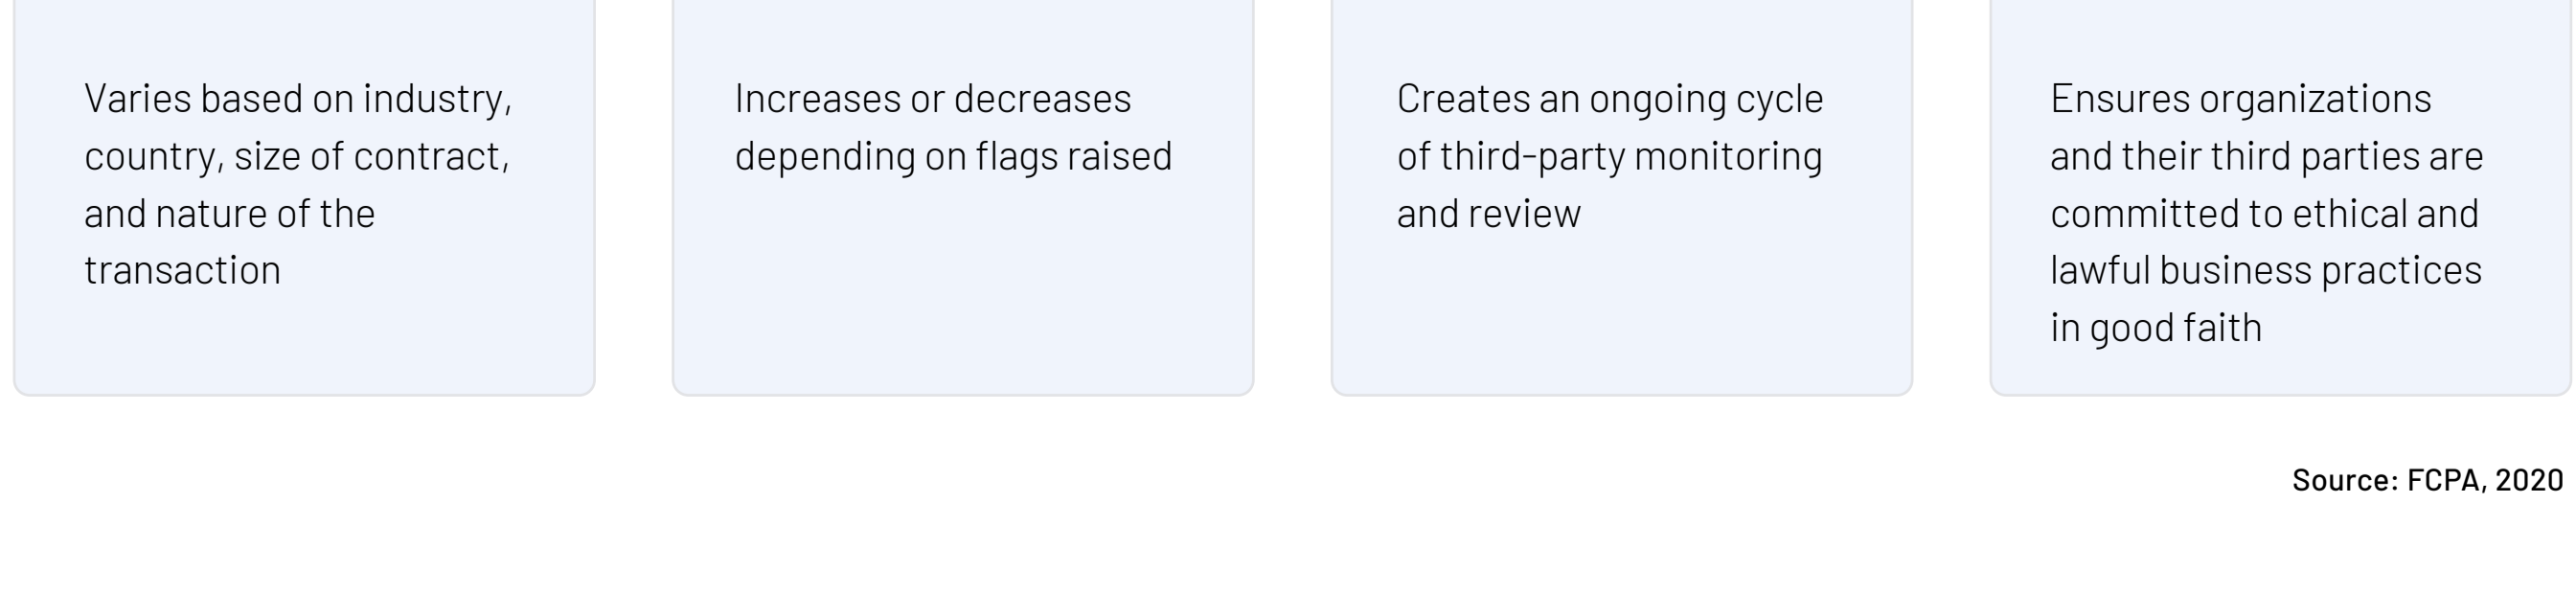 Varies based on industry,
country, size of contract,
and nature of the
transaction
Increases or decreases
depending on flags raised
Creates an ongoing cycle
of third-party monitoring
and review
Ensures organizations
and their third parties are
committed to ethical and
lawful business practices
in good faith
Source: FCPA, 2020